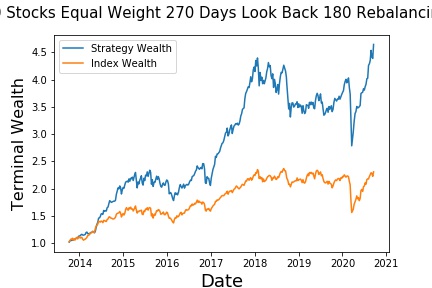 Stocks Equal Weight 270 Days Look Back 180
Strategy Wealth
Index Wealth
Terminal Wealth
4.5
4.0
3.5
3.0
2.5
2.0
1.5
1.0
2014 2015 2016 2017 2018 2019 2020 2021
Date